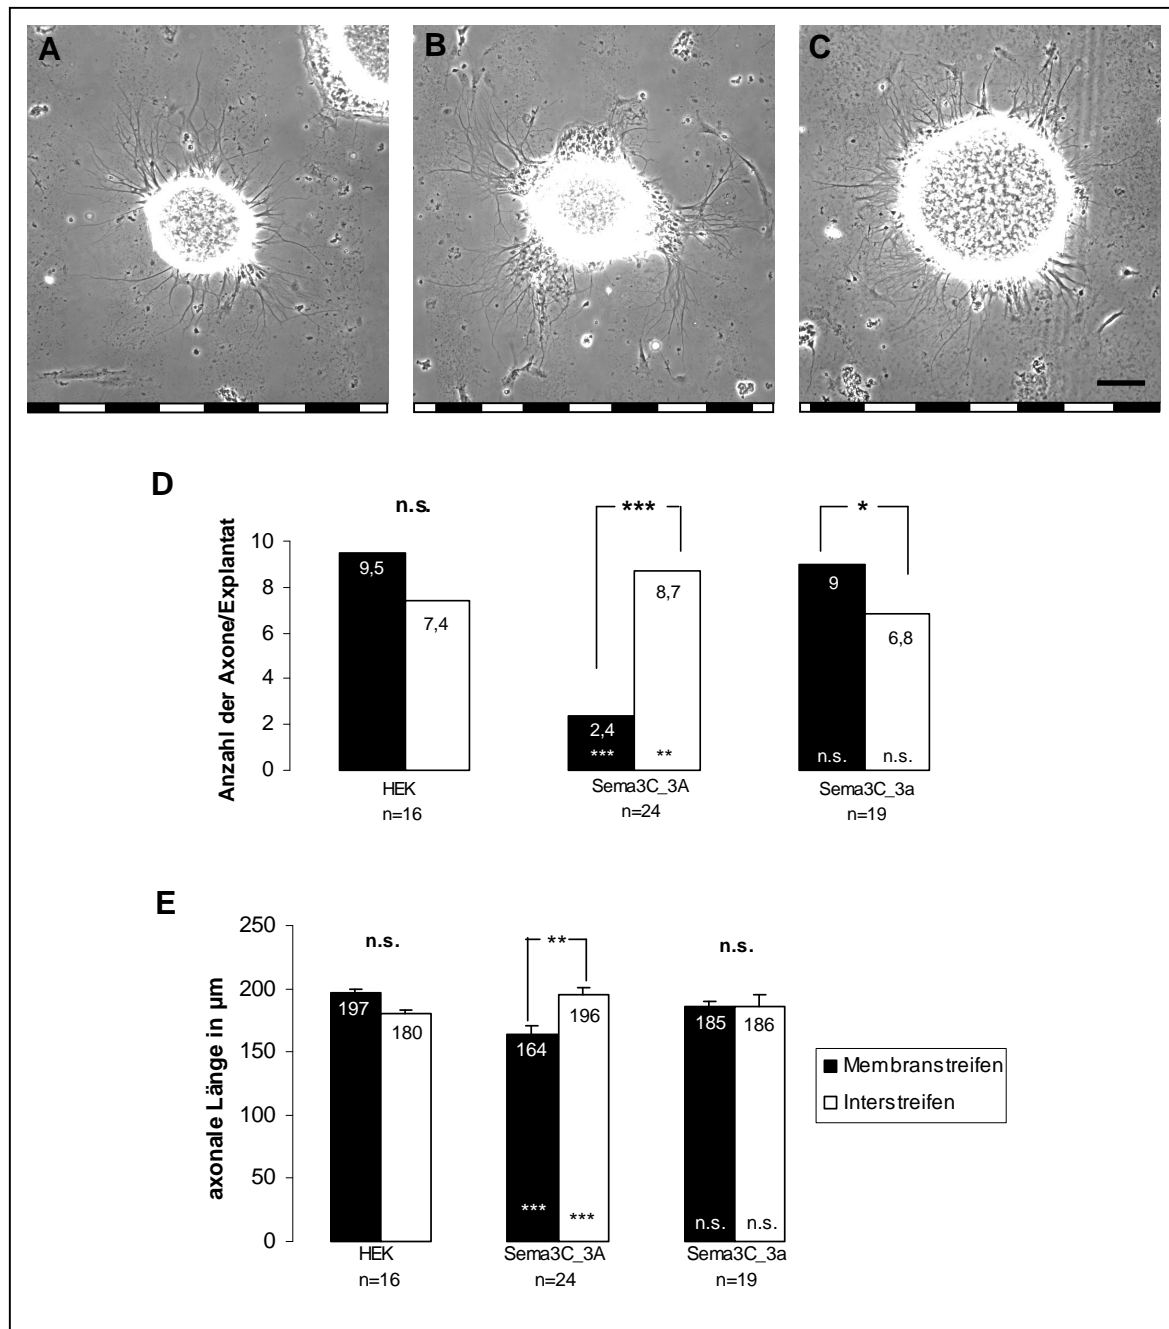 A
B
C
D
Anzahl der Axone/Explantat
n.s.
***
*
10
8
6
4
2
0
9,5
7,4
2,4
***
8,7
**
9
n.s.
6,8
n.s.
HEK
n=16
Sema3C_3A
n=24
Sema3C_3a
n=19
E
axonale Länge in µm
n.s.
**
n.s.
250
200
150
100
50
0
197
180
164
***
196
***
185
n.s.
186
n.s.
HEK
n=16
Sema3C_3A
n=24
Sema3C_3a
n=19
Membranstreifen
Interstreifen